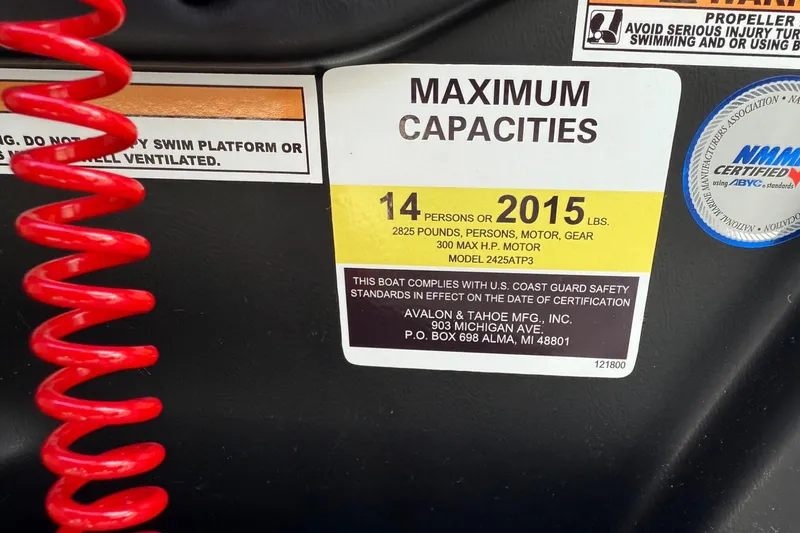 PROPELLER
AVOID SERIOUS INJURY
SWIMMING AND OR USING
MAXIMUM
CAPACITIES
14 PERSONS OR 2015 LBS.
2825 POUNDS, PERSONS, MOTOR, GEAR
300 MAX H.P. MOTOR
MODEL 2425ATP3
THIS BOAT COMPLIES WITH U.S. COAST GUARD SAFETY
STANDARDS IN EFFECT ON THE DATE OF CERTIFICATION
AVALON & TAHOE MFG., INC.
903 MICHIGAN AVE.
P.O. BOX 698 ALMA, MI 48801
121800
DO NOT SWIM PLATFORM OR
WELL VENTILATED.
NATIONAL MARINE MANUFACTURERS ASSOCIATION
NMMA
CERTIFIED
using ABYC standards